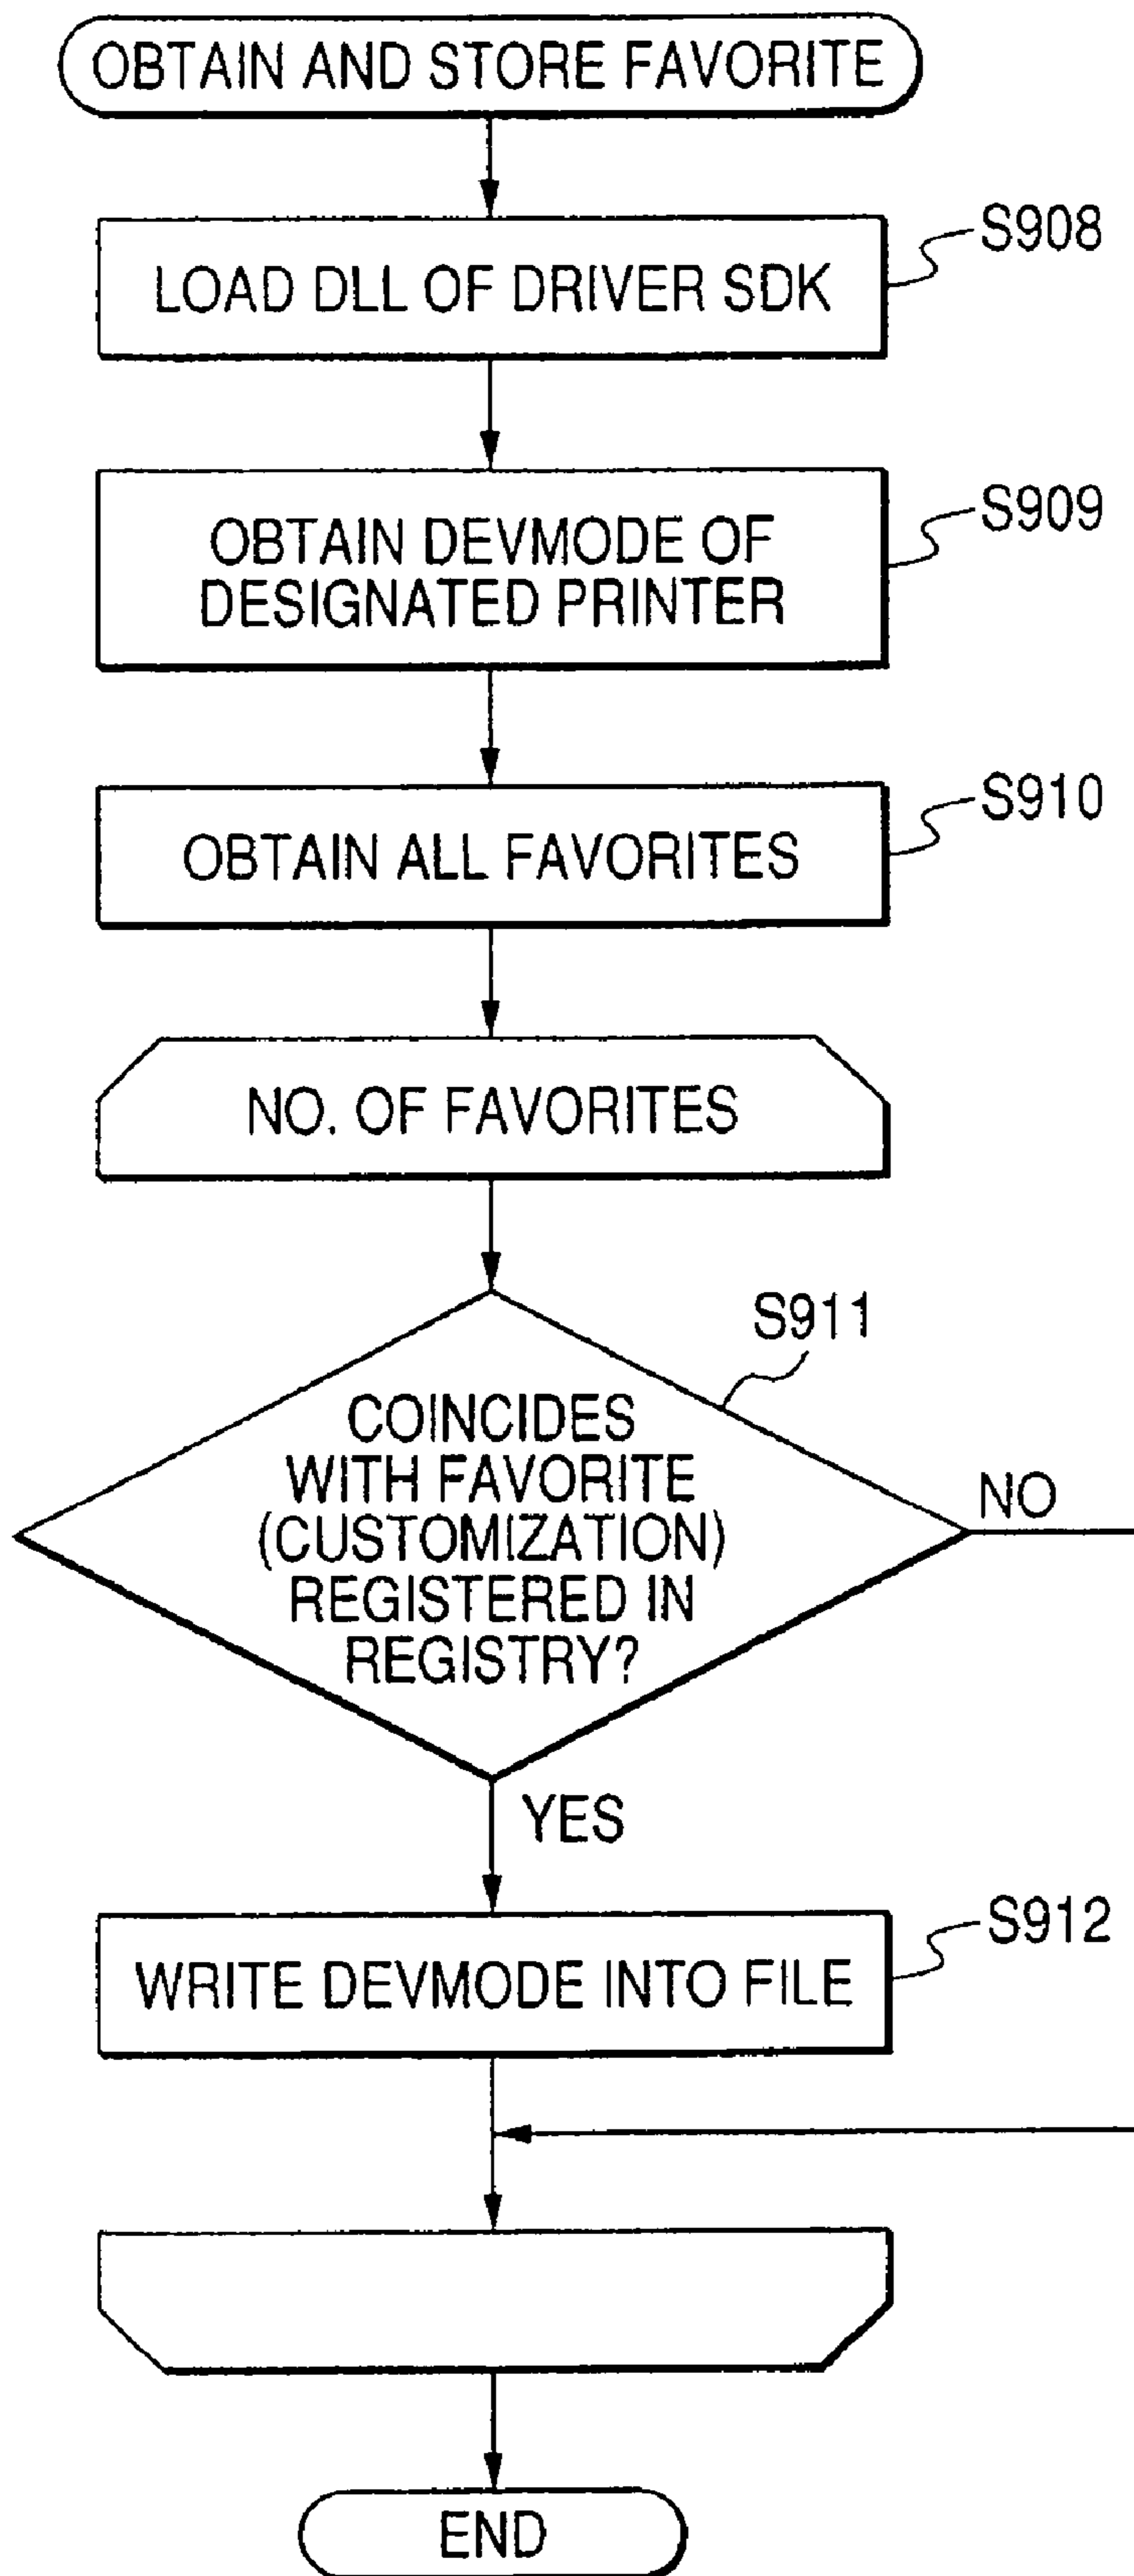 OBTAIN AND STORE FAVORITE
S908
LOAD DLL OF DRIVER SDK
S909
OBTAIN DEVMODE OF
DESIGNATED PRINTER
S910
OBTAIN ALL FAVORITES
NO. OF FAVORITES
S911
COINCIDES
WITH FAVORITE
(CUSTOMIZATION)
REGISTERED IN
REGISTRY?
NO
YES
S912
WRITE DEVMODE INTO FILE
END